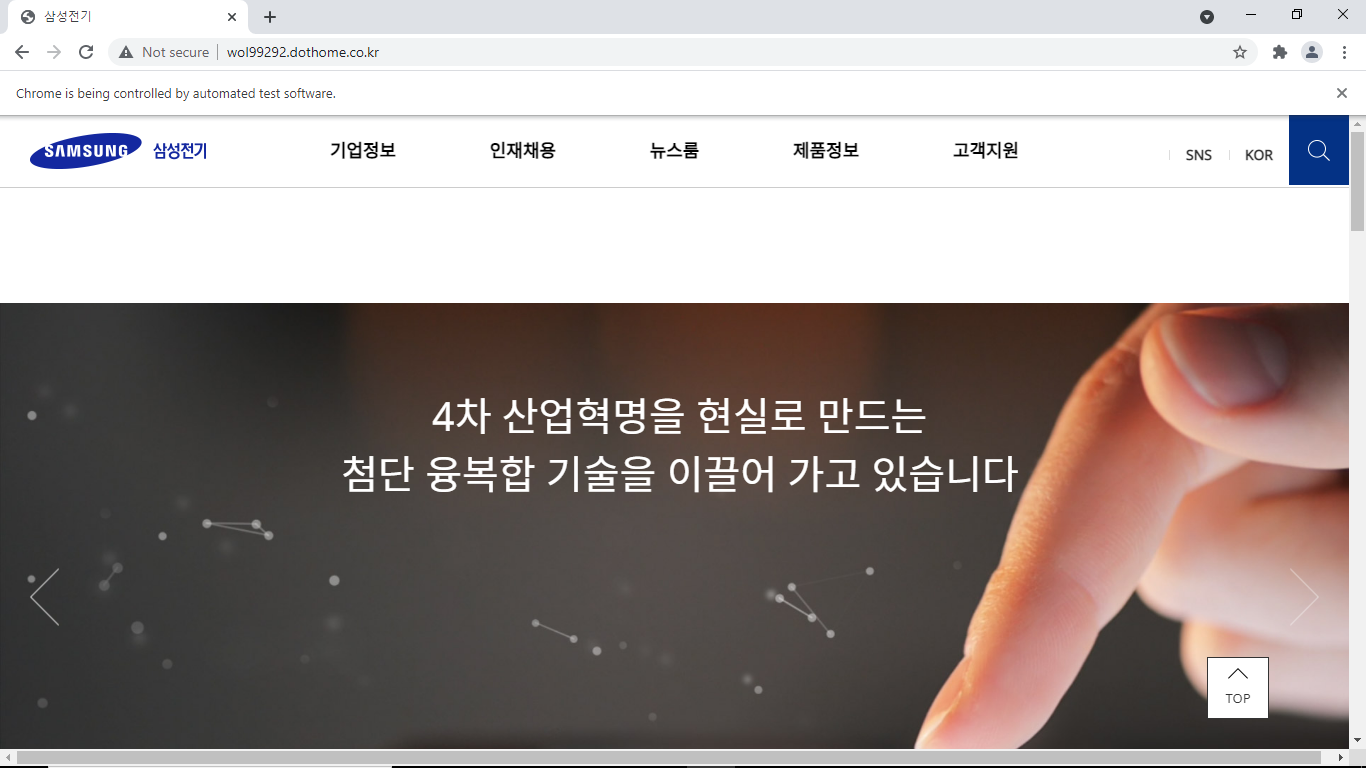 삼성전기
Not secure
wol99292.dothome.co.kr
Chrome is being controlled by automated test software.
SAMSUNG 삼성전기
기업정보
인재채용
뉴스룸
제품정보
고객지원
SNS
KOR
4차 산업혁명을 현실로 만드는
첨단 융복합 기술을 이끌어 가고 있습니다
TOP